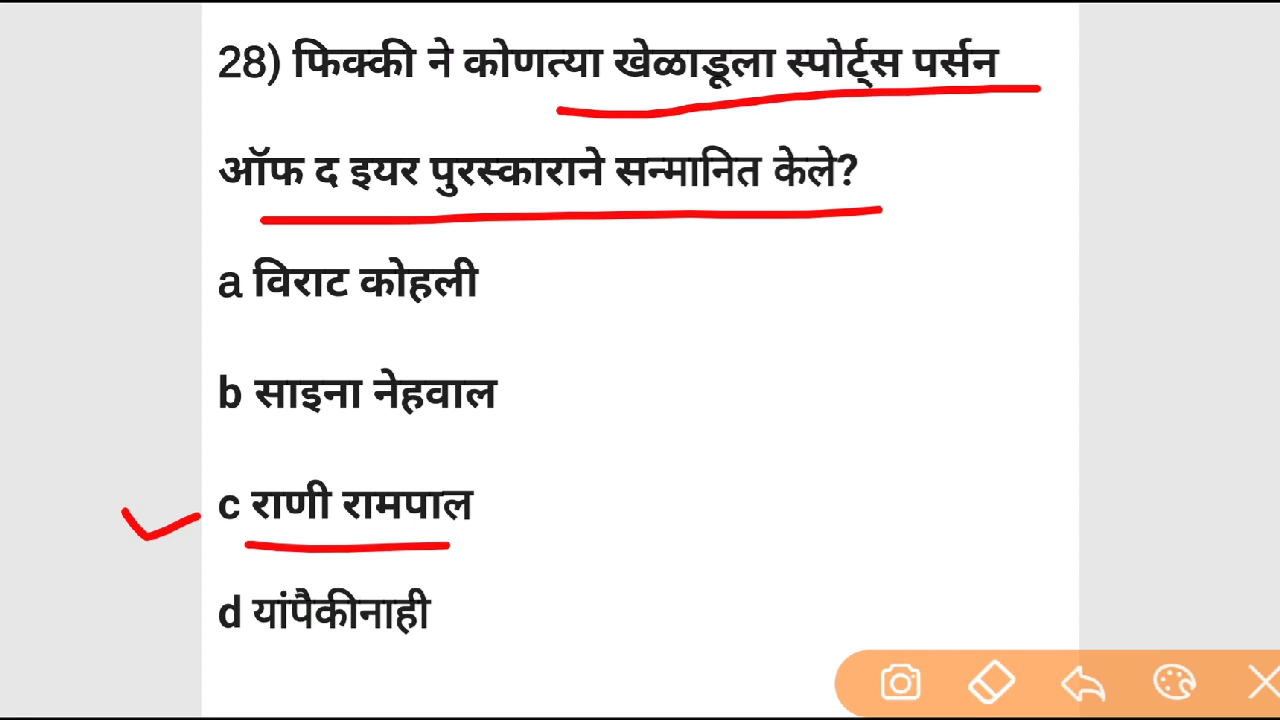 28) फिक्की ने कोणत्या खेळाडूला स्पोर्ट्स पर्सन
ऑफ द इयर पुरस्काराने सन्मानित केले?
a विराट कोहली
b साइना नेहवाल
c राणी रामपाल
d यांपैकीनाही